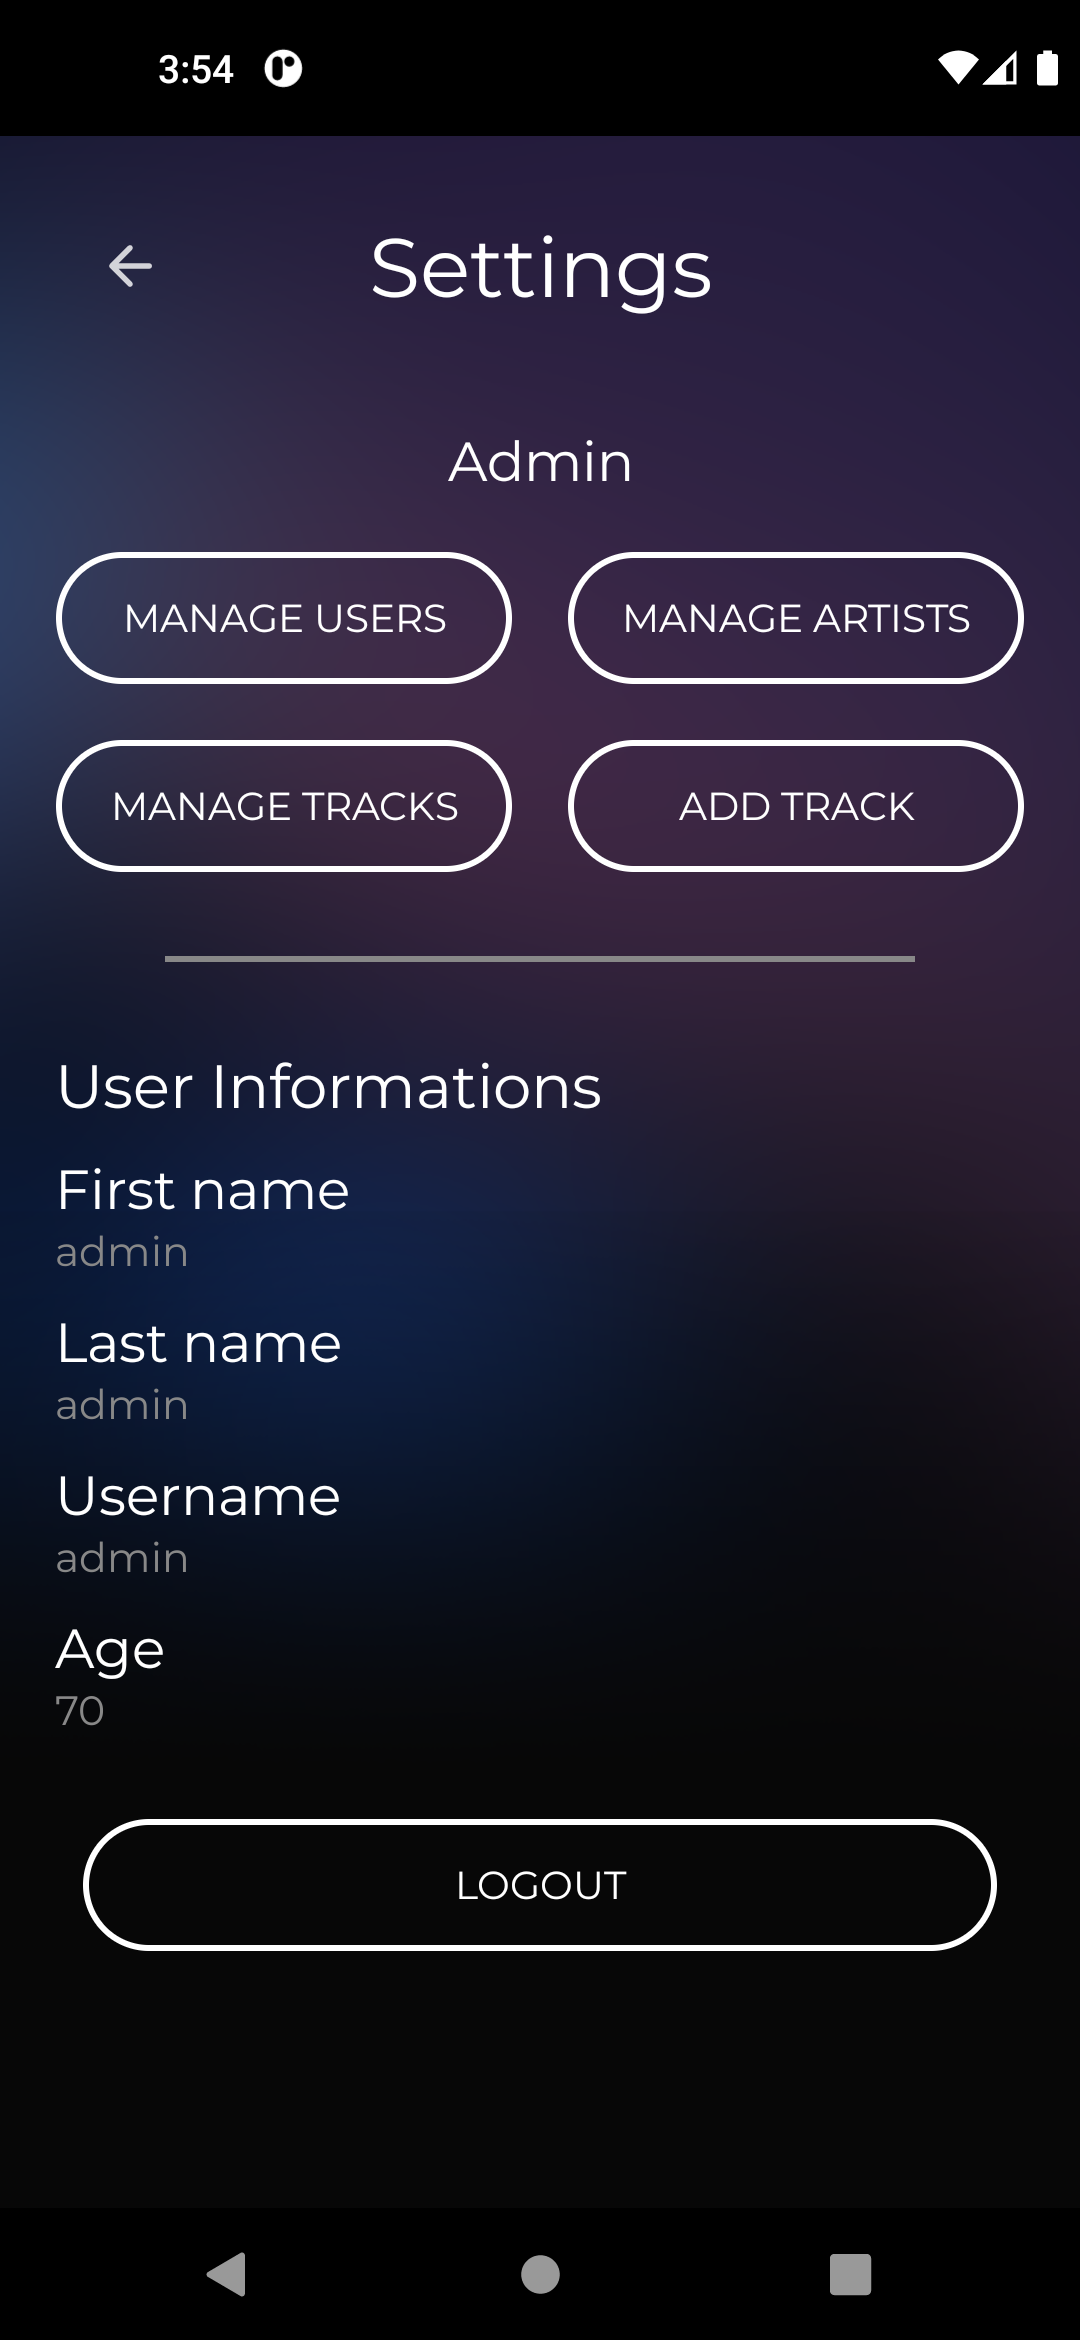 3:54
Settings
Admin
MANAGE USERS
MANAGE ARTISTS
MANAGE TRACKS
ADD TRACK
User Informations
First name
admin
Last name
admin
Username
admin
Age
70
LOGOUT